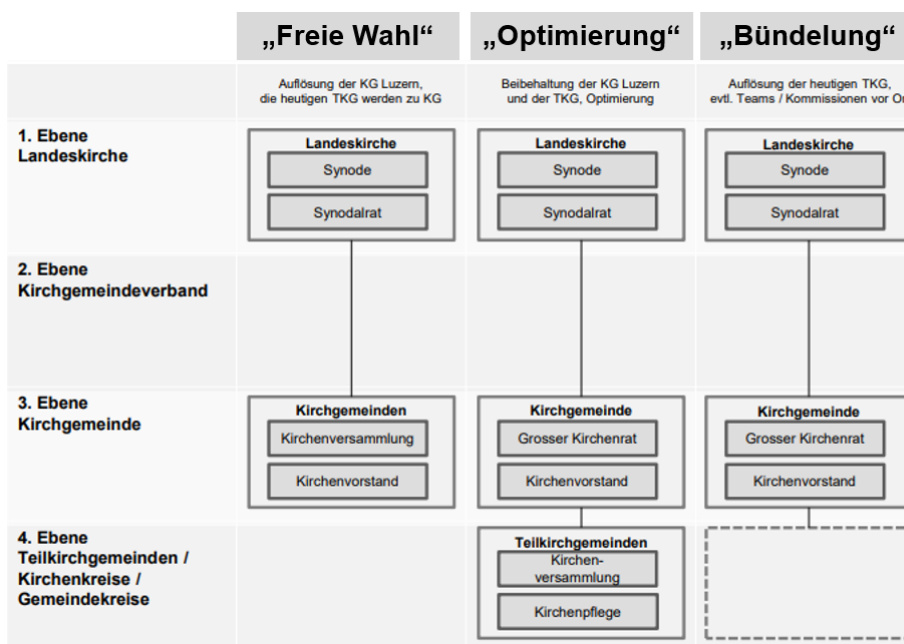 „Freie Wahl“
„Optimierung“
„Bündelung“
Auflösung der KG Luzern,
die heutigen TKG werden zu KG
Beibehaltung der KG Luzern
und der TKG, Optimierung
Auflösung der heutigen TKG,
evtl. Teams / Kommissionen vor Or
1. Ebene
Landeskirche
Landeskirche
Synode
Synodalrat
Landeskirche
Synode
Synodalrat
Landeskirche
Synode
Synodalrat
2. Ebene
Kirchgemeindeverband
3. Ebene
Kirchgemeinde
Kirchgemeinden
Kirchenversammlung
Kirchenvorstand
Kirchgemeinde
Grosser Kirchenrat
Kirchenvorstand
Kirchgemeinde
Grosser Kirchenrat
Kirchenvorstand
4. Ebene
Teilkirchgemeinden /
Kirchenkreise /
Gemeindekreise
Teilkirchgemeinden
Kirchen-
versammlung
Kirchenpflege